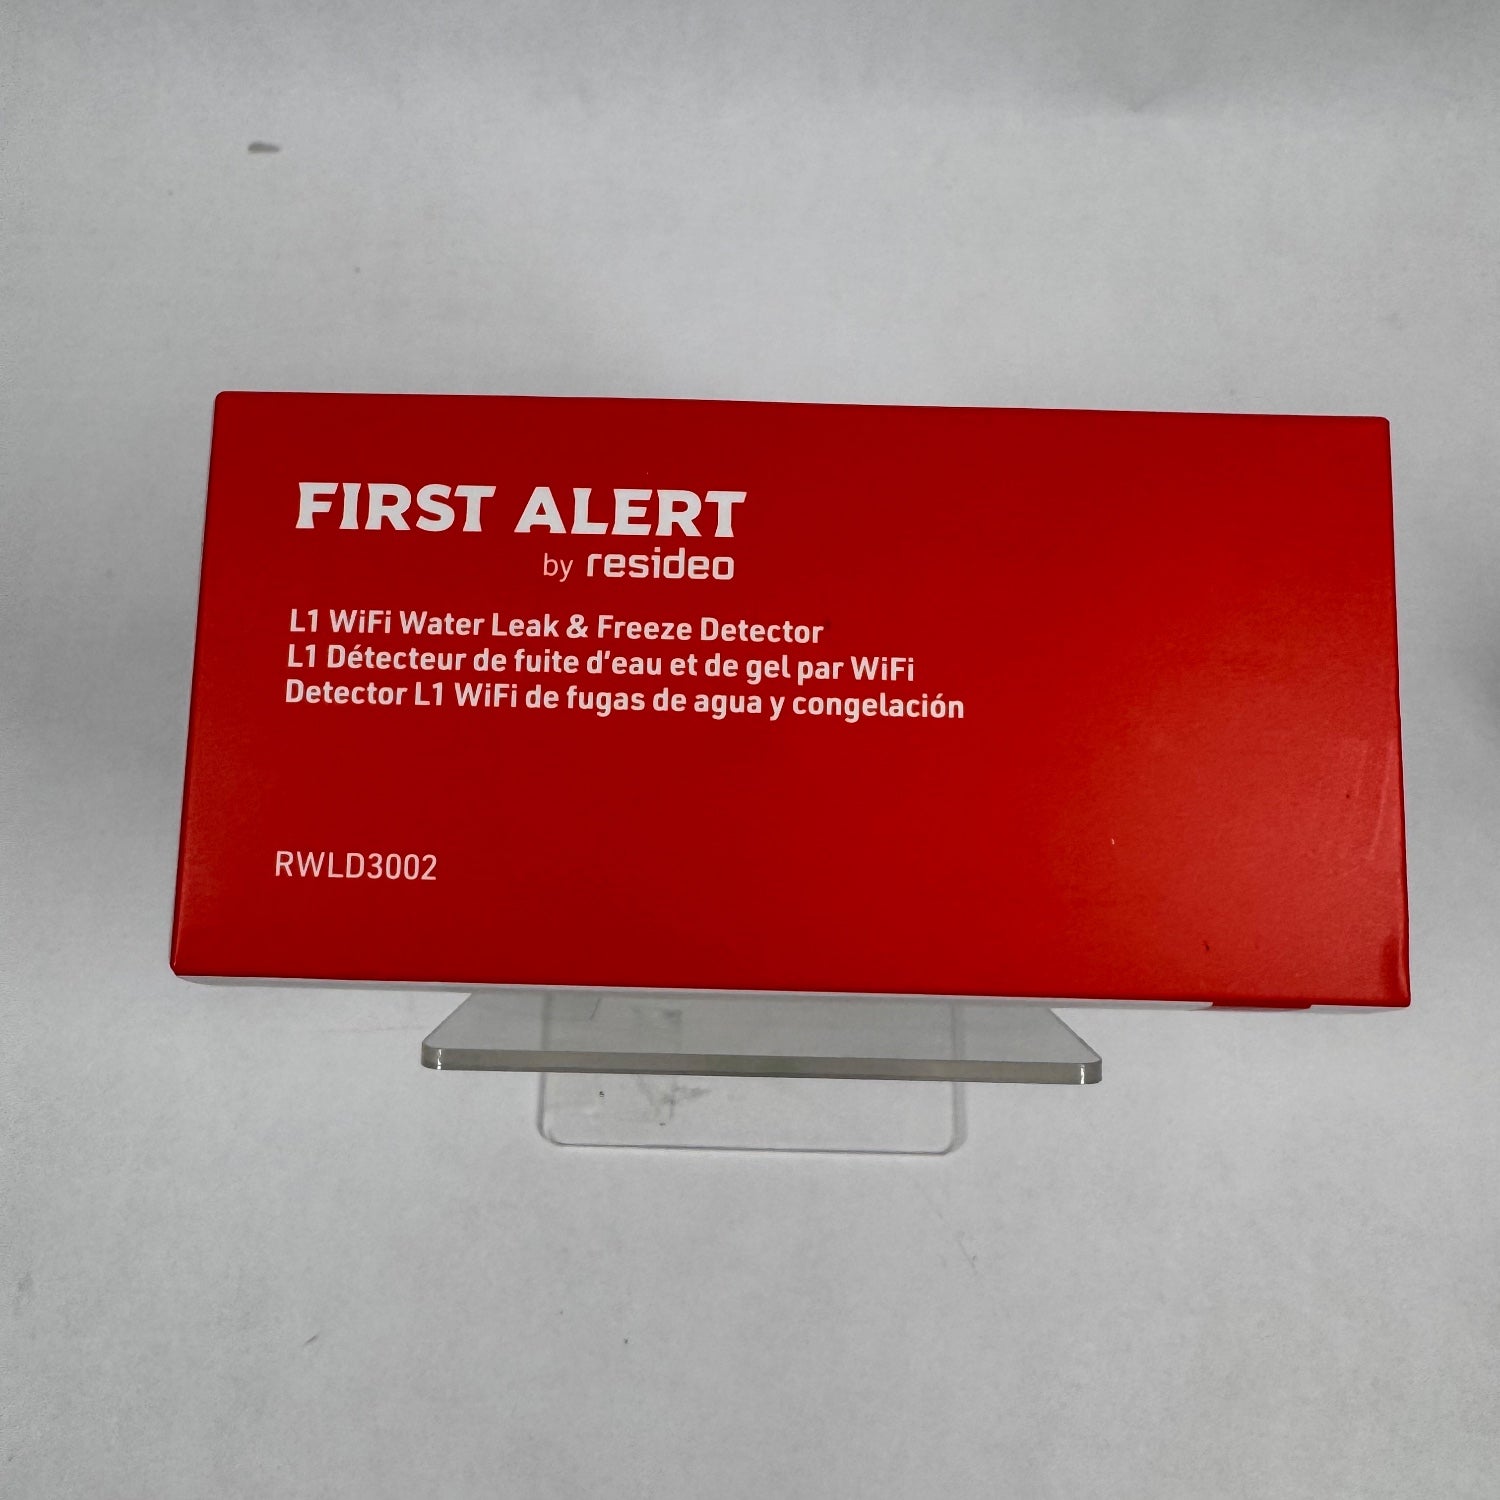 FIRST ALERT
by resideo
L1 WiFi Water Leak & Freeze Detector
L1 Détecteur de fuite d'eau et de gel par WiFi
Detector L1 WiFi de fugas de agua y congelación
RWLD3002